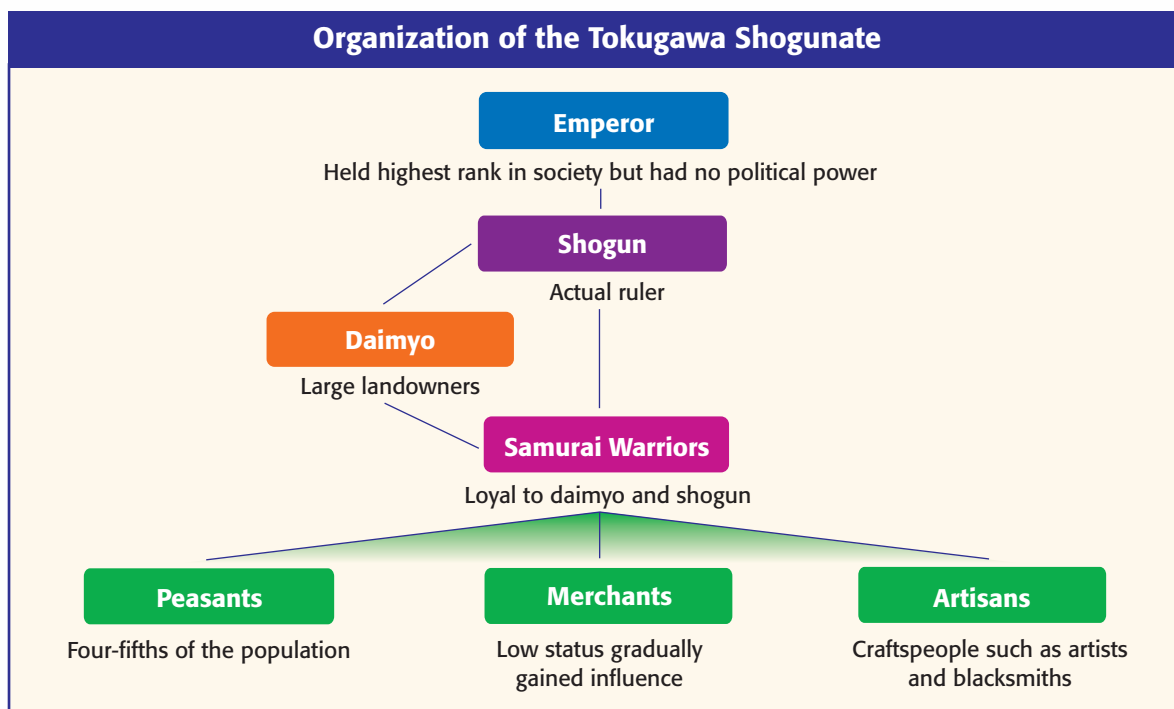 Organization of the Tokugawa Shogunate
Emperor
Held highest rank in society but had no political power
Shogun
Actual ruler
Daimyo
Large landowners
Samurai Warriors
Loyal to daimyo and shogun
Peasants
Four-fifths of the population
Merchants
Low status gradually
gained influence
Artisans
Craftspeople such as artists
and blacksmiths